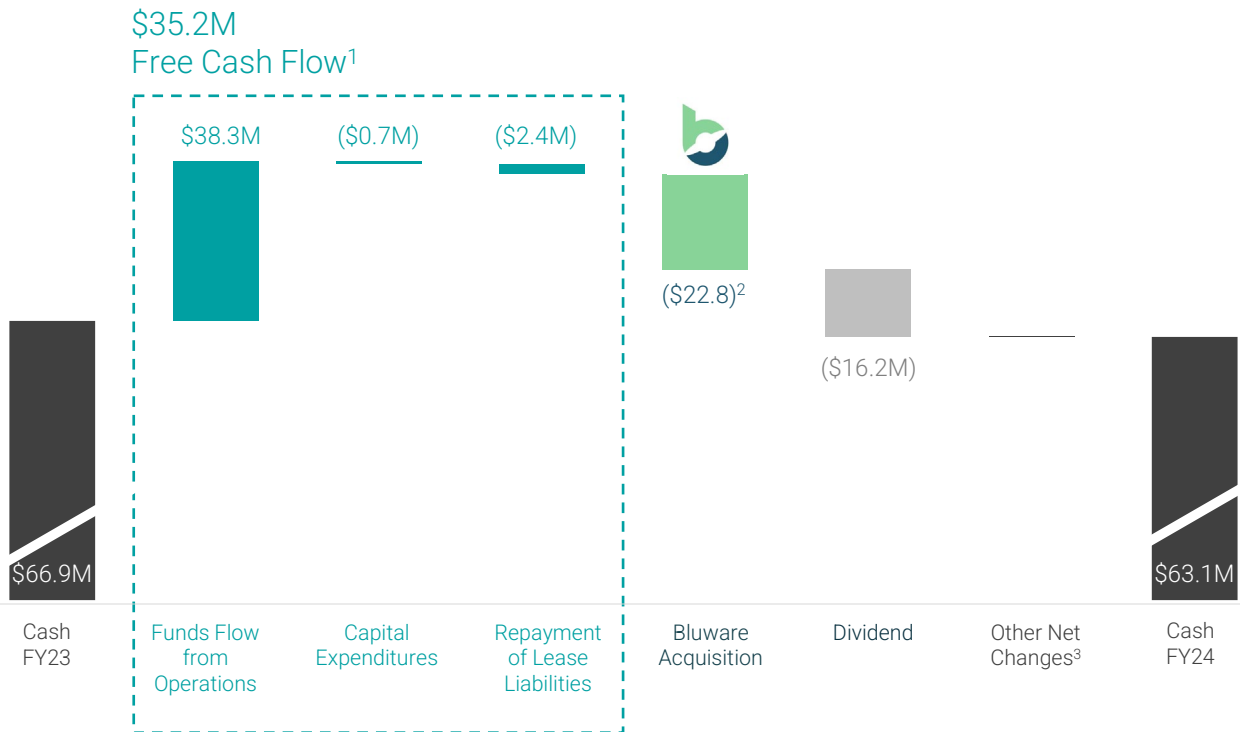 $35.2M
Free Cash Flow¹
$38.3M
($0.7M)
($2.4M)
($22.8)²
($16.2M)
$66.9M
$63.1M
Cash
FY23
Funds Flow
from
Operations
Capital
Expenditures
Repayment
of Lease
Liabilities
Bluware
Acquisition
Dividend
Other Net
Changes³
Cash
FY24